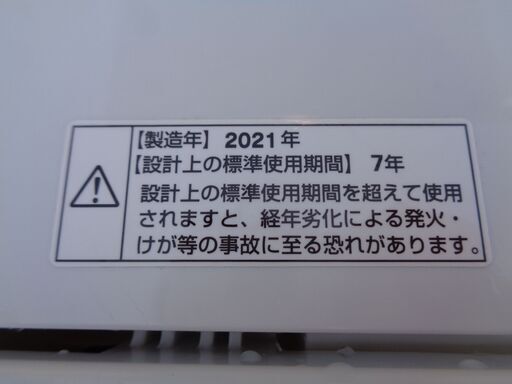 【製造年】 2021年
【設計上の標準使用期間】 7年
設計上の標準使用期間を超えて使用
されますと、経年劣化による発火・
けが等の事故に至る恐れがあります。